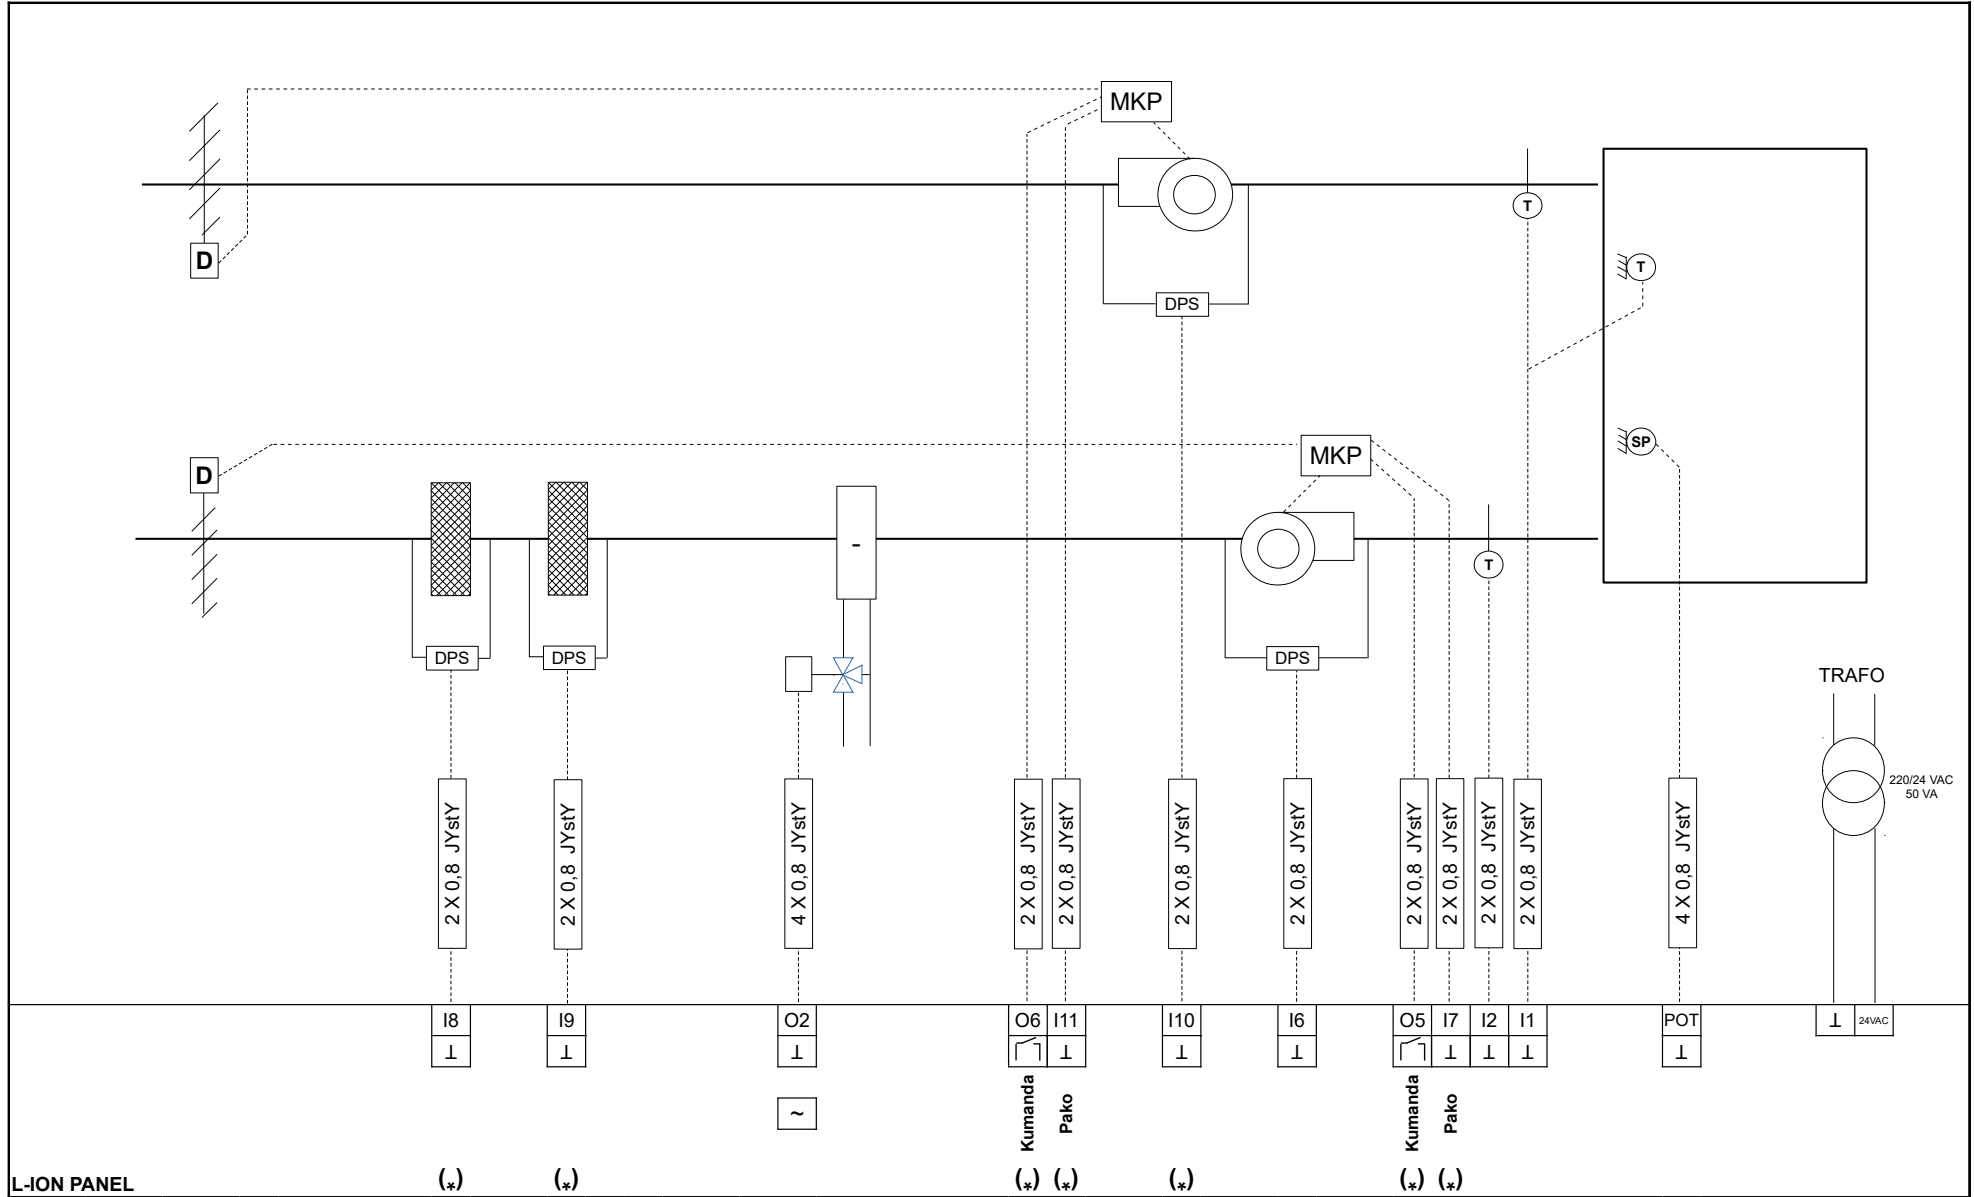 MKP
T
D
T
DPS
SP
MKP
D
-
T
DPS
DPS
DPS
TRAFO
220/24 VAC
50 VA
2 X 0,8 JYstY
2 X 0,8 JYstY
4 X 0,8 JYstY
2 X 0,8 JYstY
2 X 0,8 JYstY
2 X 0,8 JYstY
2 X 0,8 JYstY
2 X 0,8 JYstY
2 X 0,8 JYstY
2 X 0,8 JYstY
2 X 0,8 JYstY
4 X 0,8 JYstY
I8 I9 O2 O6 I11 I10 I6 O5 I7 I2 I1 POT ⊥ 24VAC
⊥ ⊥ ⊥ ⊥ ⊥ ⊥ ⊥ ⊥ ⊥ ⊥
~
Kumanda
Pako
Kumanda
Pako
L-ION PANEL (*) (*) (*) (*) (*) (*) (*)